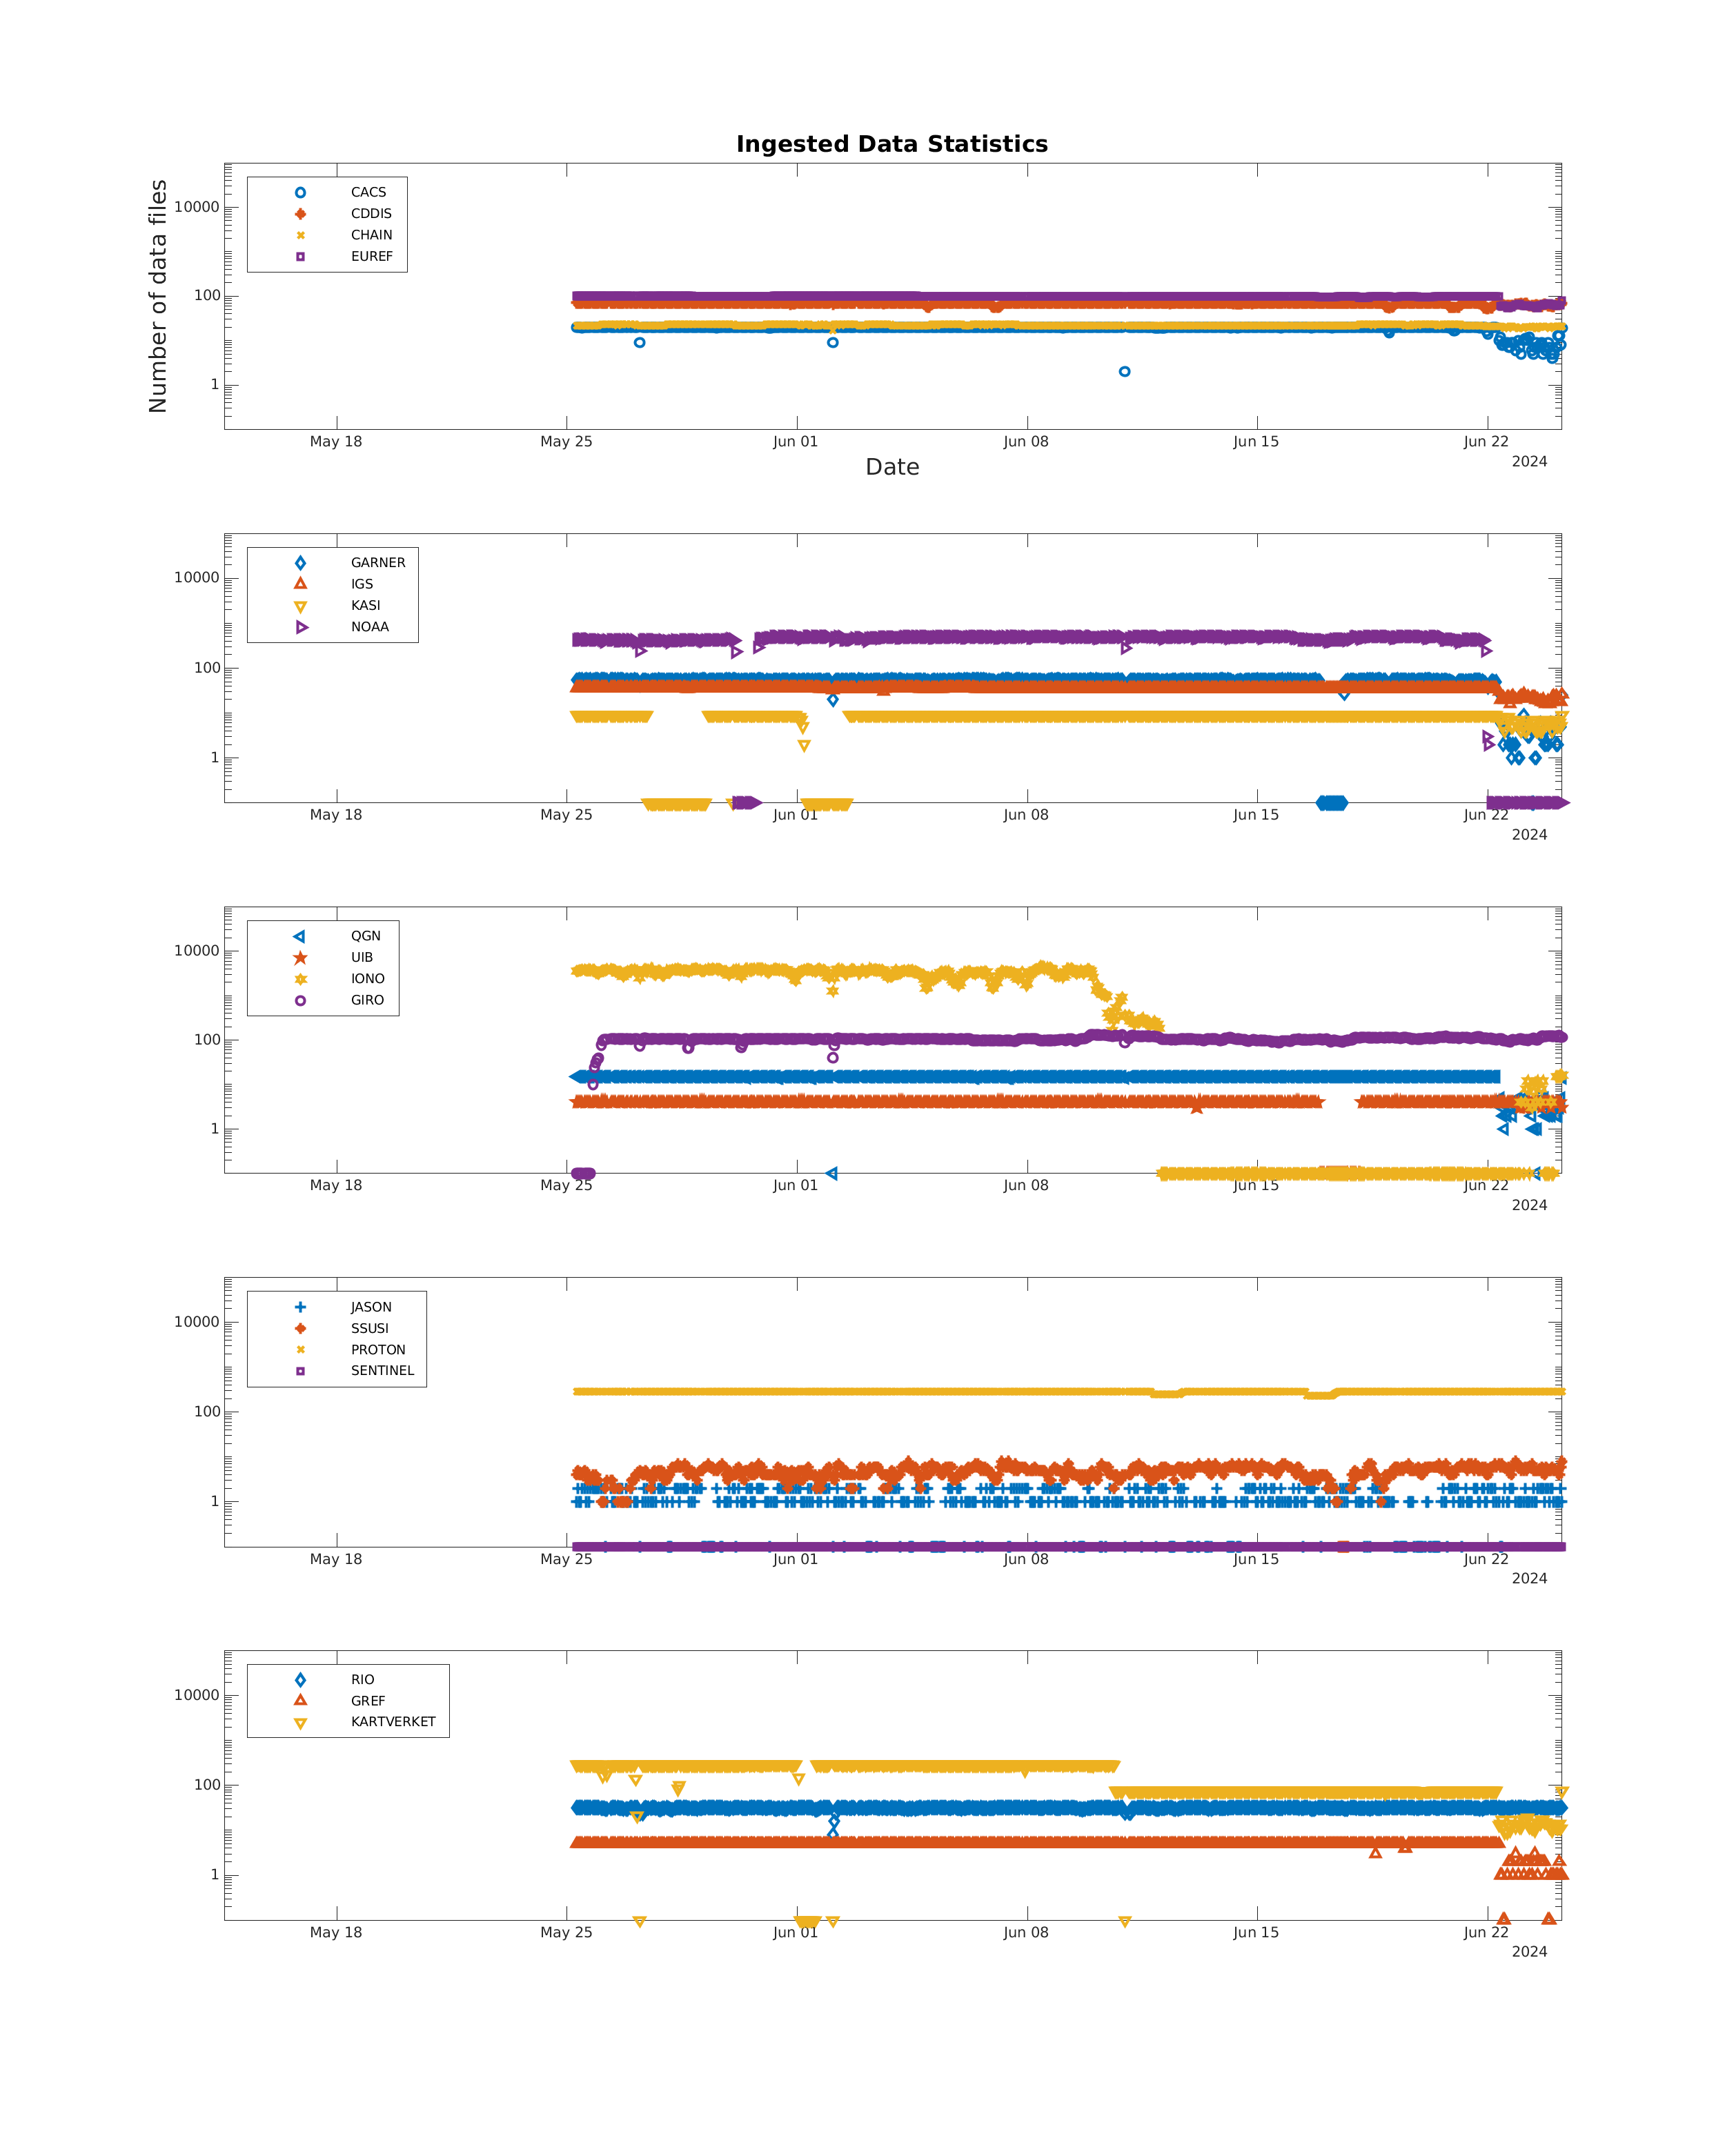 Ingested Data Statistics
Number of data files
10000
100
1
CACS
CDDIS
CHAIN
EUREF
May 18 May 25 Jun 01 Jun 08 Jun 15 Jun 22
2024
Date
10000
100
1
GARNER
IGS
KASI
NOAA
May 18 May 25 Jun 01 Jun 08 Jun 15 Jun 22
2024
10000
100
1
QGN
UIB
IONO
GIRO
May 18 May 25 Jun 01 Jun 08 Jun 15 Jun 22
2024
10000
100
1
JASON
SSUSI
PROTON
SENTINEL
May 18 May 25 Jun 01 Jun 08 Jun 15 Jun 22
2024
10000
100
1
RIO
GREF
KARTVERKET
May 18 May 25 Jun 01 Jun 08 Jun 15 Jun 22
2024